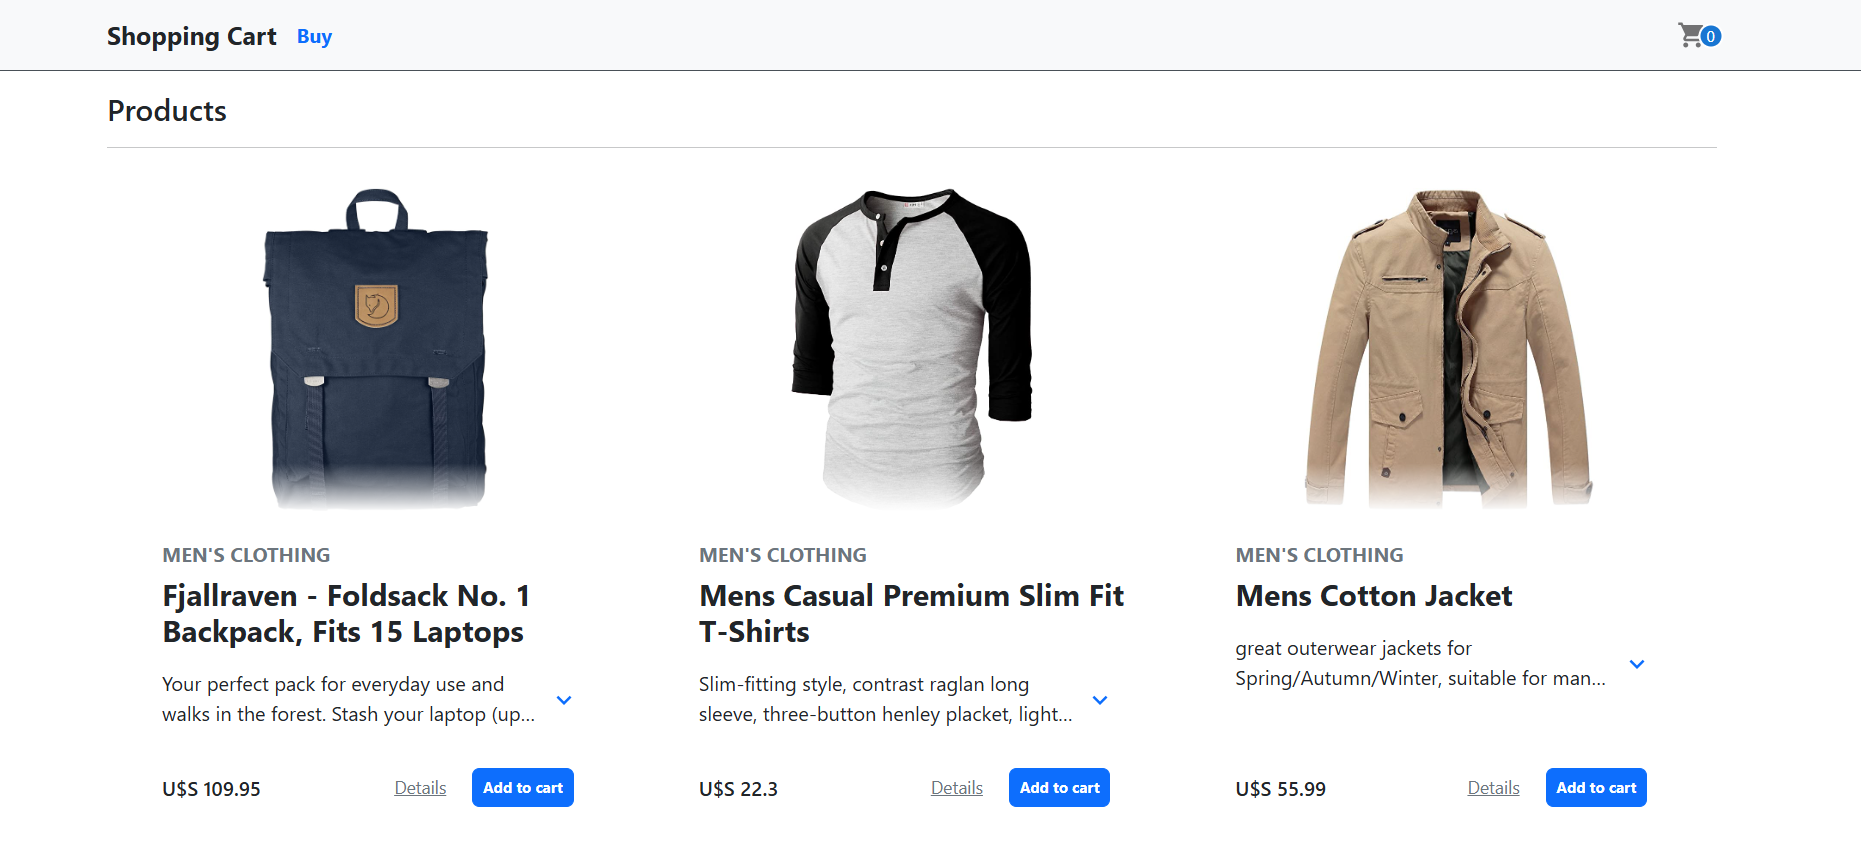 Shopping Cart Buy 0
Products
MEN'S CLOTHING
Fjallraven - Foldsack No. 1
Backpack, Fits 15 Laptops
Your perfect pack for everyday use and
walks in the forest. Stash your laptop (up...
U$S 109.95 Details Add to cart
MEN'S CLOTHING
Mens Casual Premium Slim Fit
T-Shirts
Slim-fitting style, contrast raglan long
sleeve, three-button henley placket, light...
U$S 22.3 Details Add to cart
MEN'S CLOTHING
Mens Cotton Jacket
great outerwear jackets for
Spring/Autumn/Winter, suitable for man...
U$S 55.99 Details Add to cart